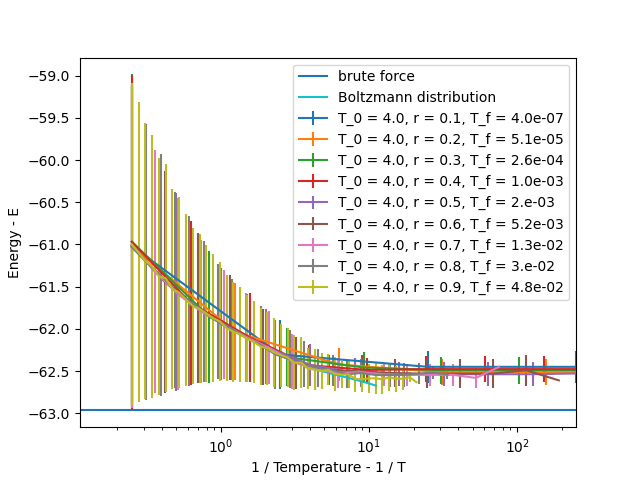 −59.0
−59.5
−60.0
−60.5
−61.0
−61.5
−62.0
−62.5
−63.0
Energy - E
brute force
Boltzmann distribution
T_0 = 4.0, r = 0.1, T_f = 4.0e-07
T_0 = 4.0, r = 0.2, T_f = 5.1e-05
T_0 = 4.0, r = 0.3, T_f = 2.6e-04
T_0 = 4.0, r = 0.4, T_f = 1.0e-03
T_0 = 4.0, r = 0.5, T_f = 2.e-03
T_0 = 4.0, r = 0.6, T_f = 5.2e-03
T_0 = 4.0, r = 0.7, T_f = 1.3e-02
T_0 = 4.0, r = 0.8, T_f = 3.e-02
T_0 = 4.0, r = 0.9, T_f = 4.8e-02
10⁰ 10¹ 10²
1 / Temperature - 1 / T